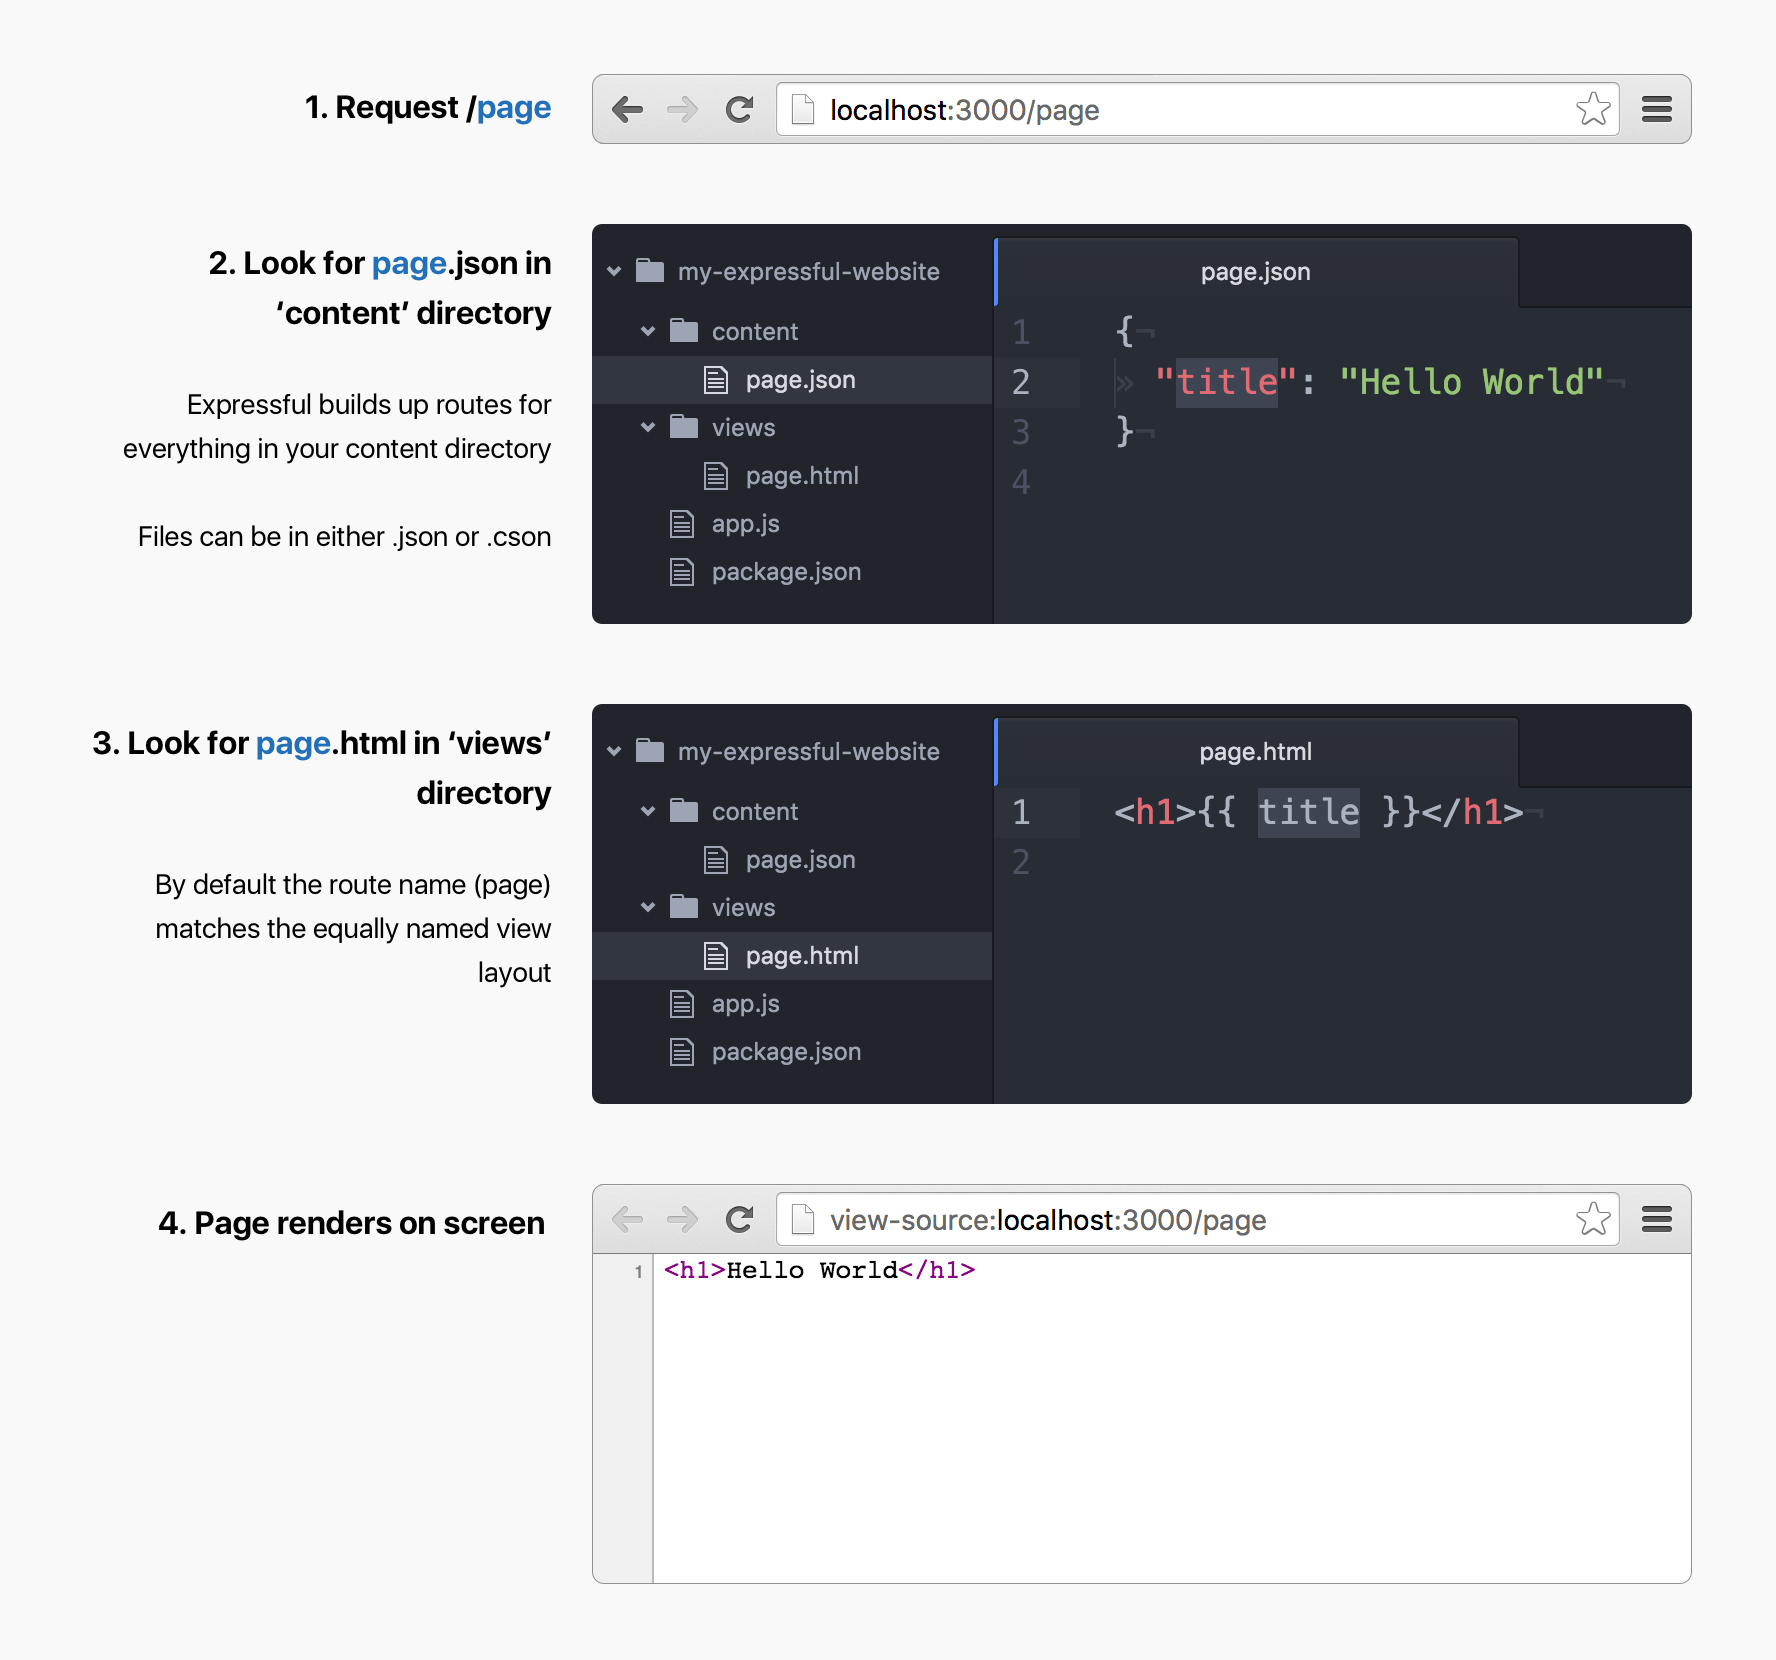 1. Request /page
localhost:3000/page
2. Look for page.json in
‘content’ directory
Expressful builds up routes for
everything in your content directory
Files can be in either .json or .cson
my-expressful-website
content
page.json
views
page.html
app.js
package.json
page.json
1 {¬
2 » "title": "Hello World"¬
3 }¬
4
3. Look for page.html in ‘views’
directory
By default the route name (page)
matches the equally named view
layout
my-expressful-website
content
page.json
views
page.html
app.js
package.json
page.html
1 <h1>{{ title }}</h1>¬
2
4. Page renders on screen
view-source:localhost:3000/page
1 <h1>Hello World</h1>